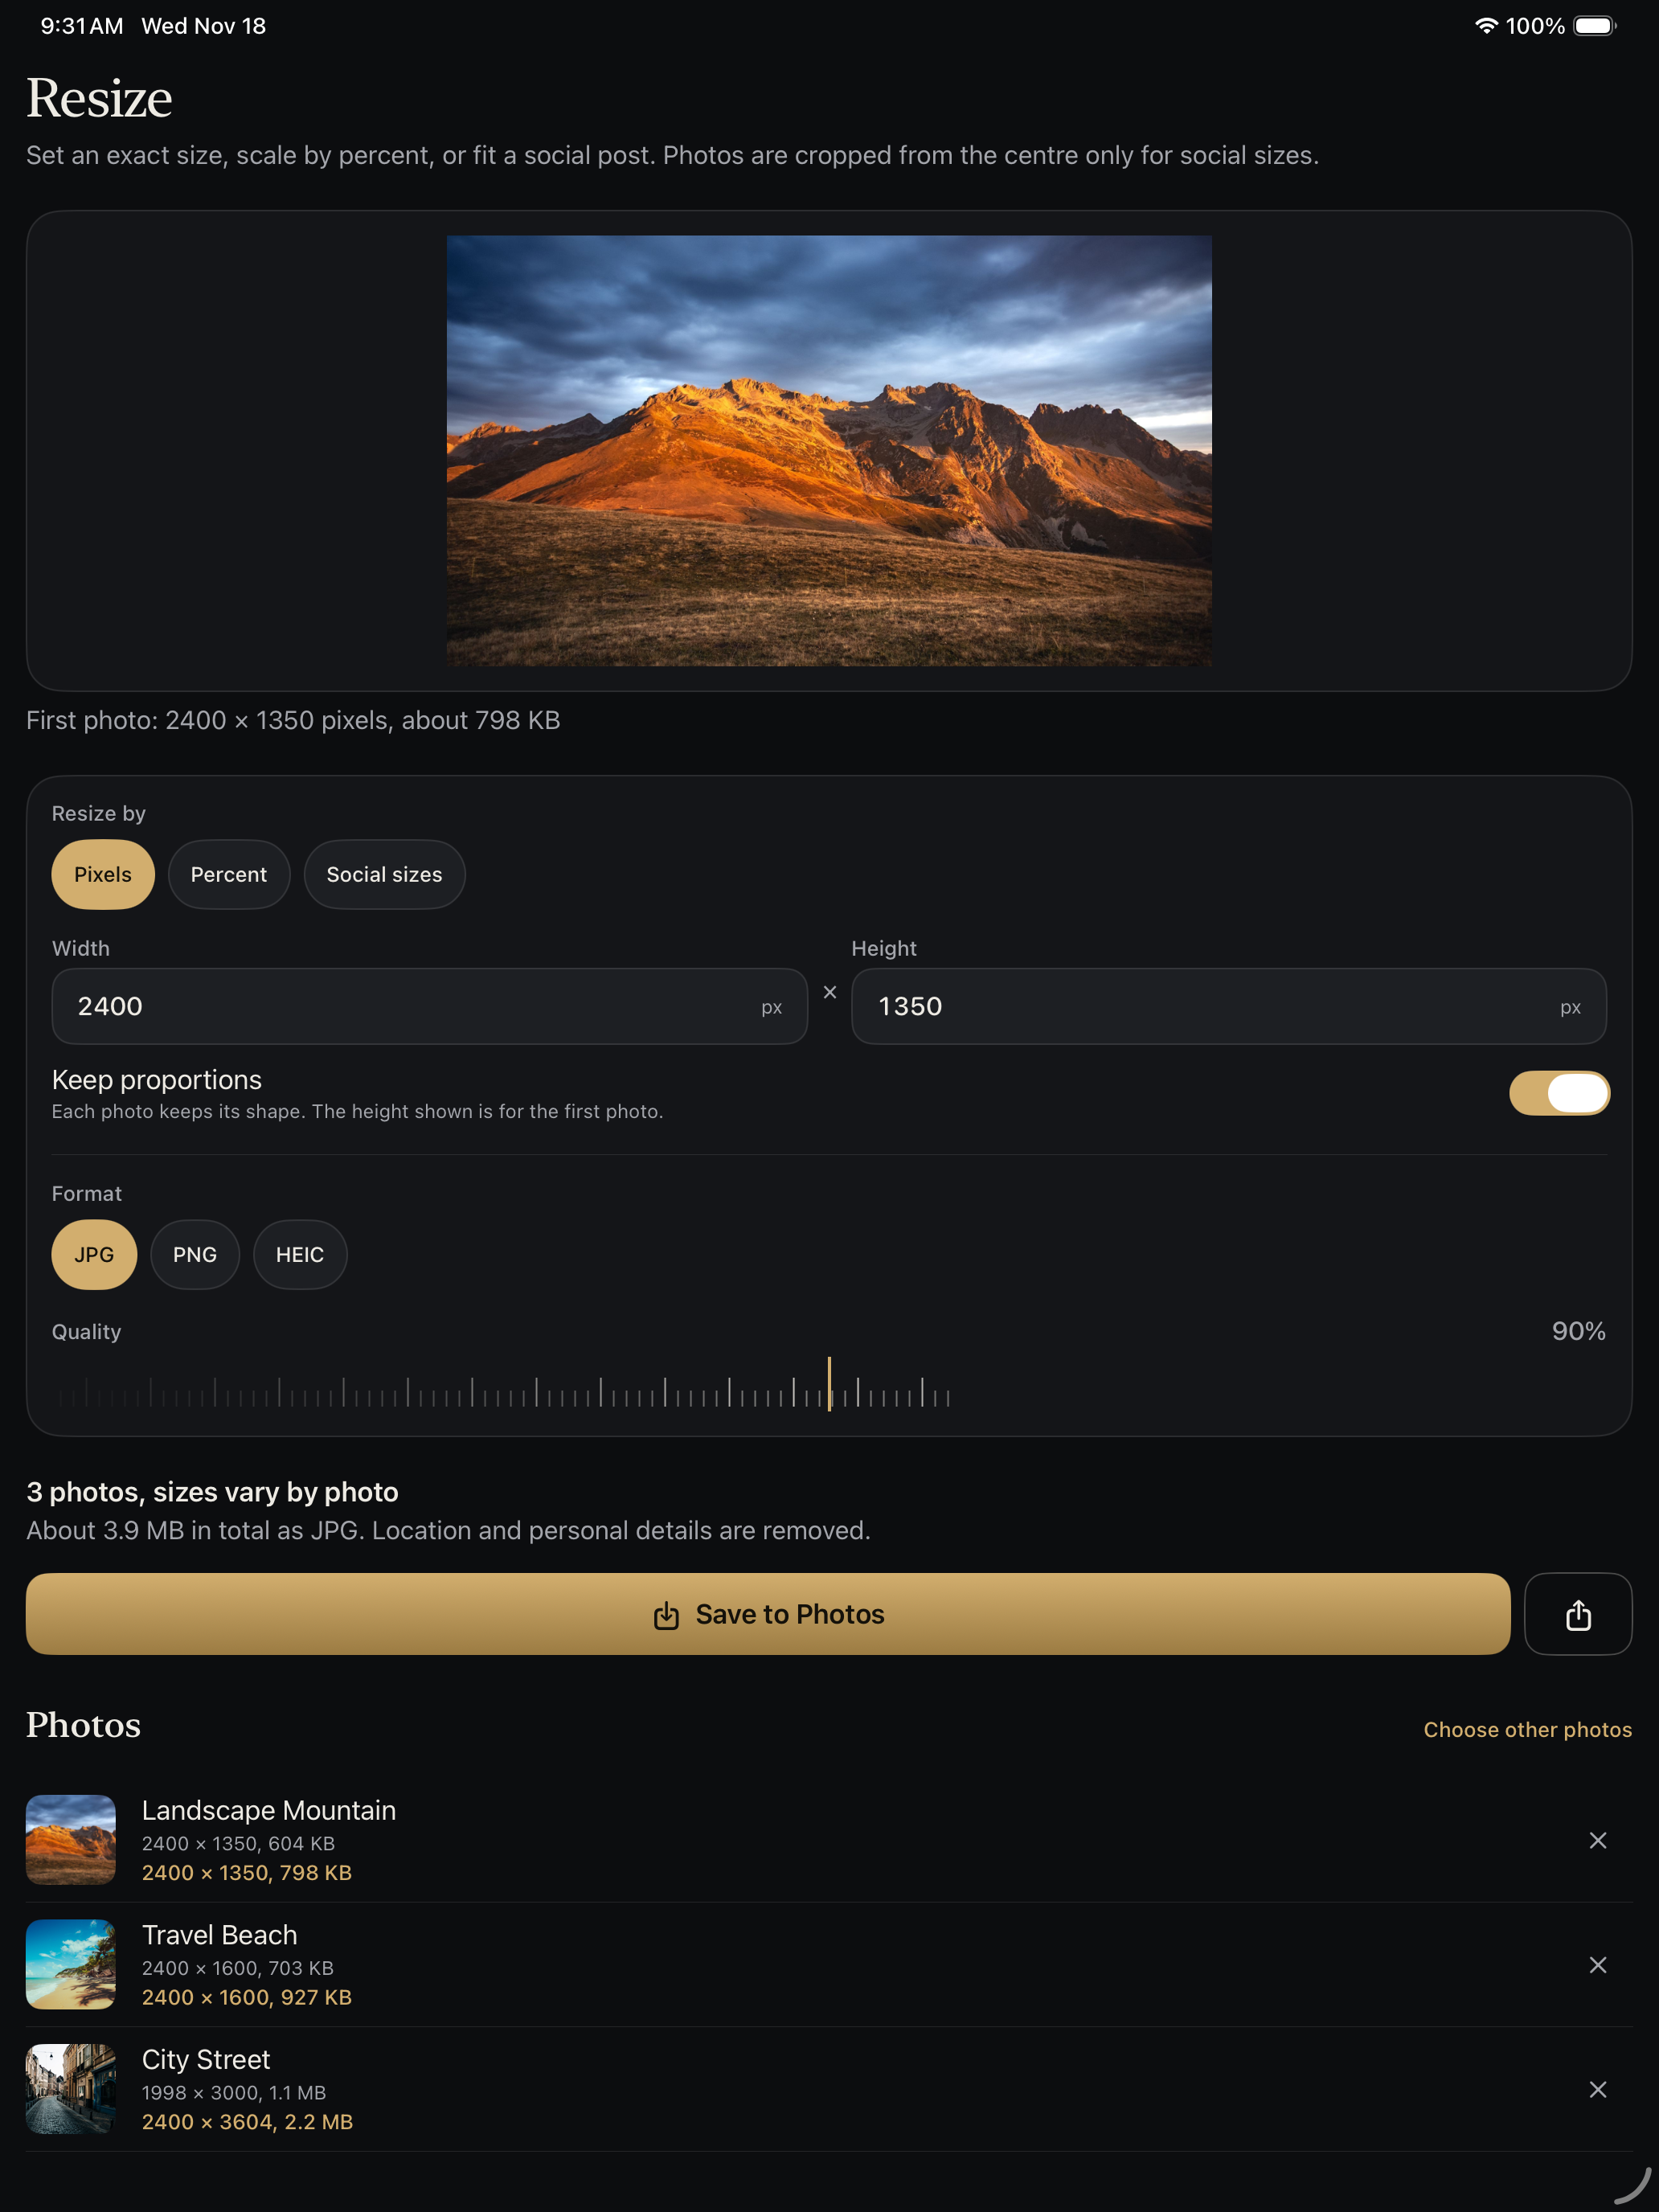 9:31 AM Wed Nov 18
100%
Resize
Set an exact size, scale by percent, or fit a social post. Photos are cropped from the centre only for social sizes.
First photo: 2400 × 1350 pixels, about 798 KB
Resize by
Pixels
Percent
Social sizes
Width
Height
2400 px × 1350 px
Keep proportions
Each photo keeps its shape. The height shown is for the first photo.
Format
JPG
PNG
HEIC
Quality
90%
3 photos, sizes vary by photo
About 3.9 MB in total as JPG. Location and personal details are removed.
Save to Photos
Photos
Choose other photos
Landscape Mountain
2400 × 1350, 604 KB
2400 × 1350, 798 KB
Travel Beach
2400 × 1600, 703 KB
2400 × 1600, 927 KB
City Street
1998 × 3000, 1.1 MB
2400 × 3604, 2.2 MB